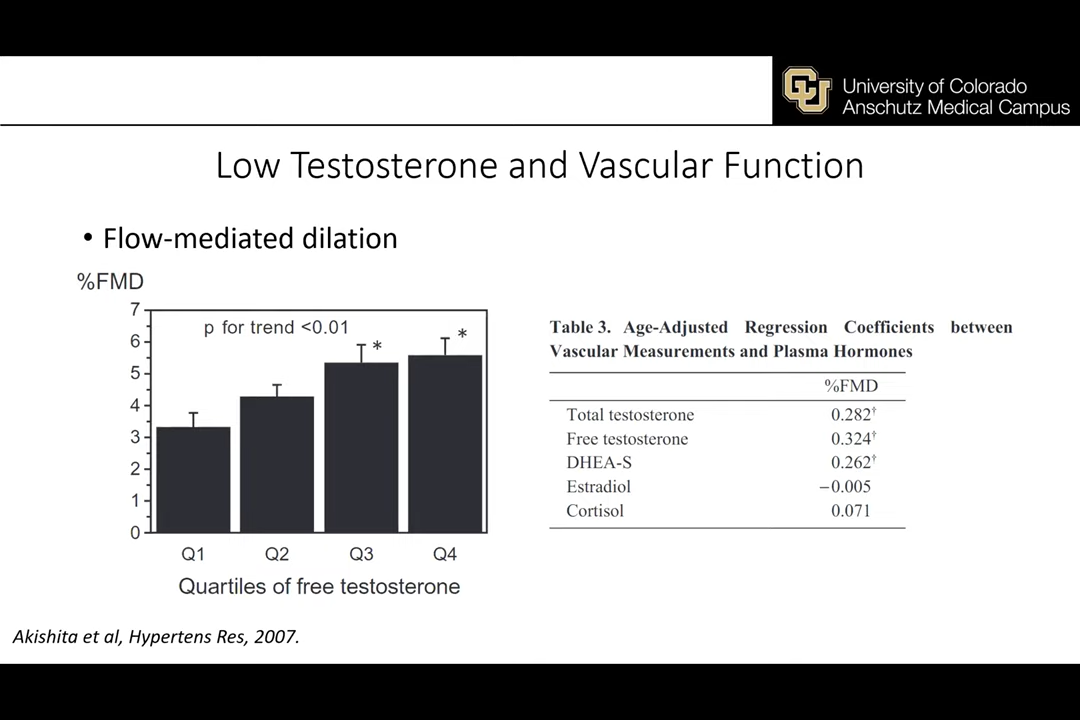 University of Colorado
Anschutz Medical Campus
Low Testosterone and Vascular Function
• Flow-mediated dilation
%FMD
7
6
5
4
3
2
1
0
p for trend <0.01
*
*
Q1 Q2 Q3 Q4
Quartiles of free testosterone
Table 3. Age-Adjusted Regression Coefficients between
Vascular Measurements and Plasma Hormones
%FMD
Total testosterone 0.282†
Free testosterone 0.324†
DHEA-S 0.262†
Estradiol −0.005
Cortisol 0.071
Akishita et al, Hypertens Res, 2007.